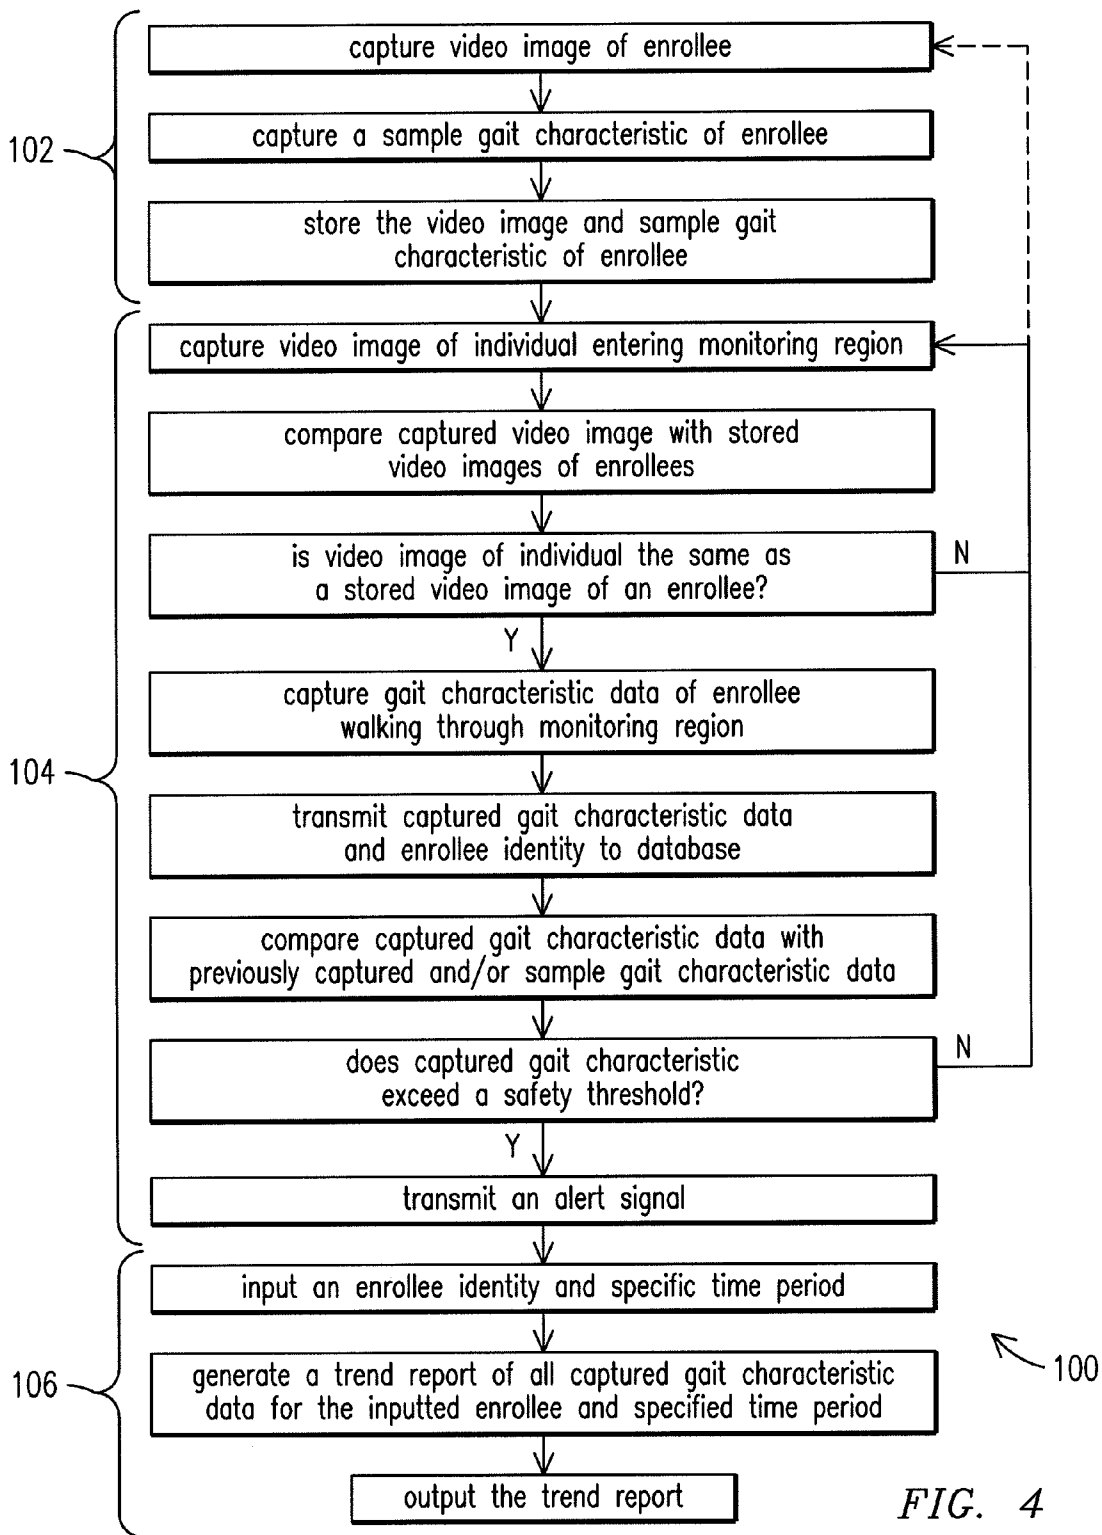 capture video image of enrollee
capture a sample gait characteristic of enrollee
102
store the video image and sample gait
characteristic of enrollee
capture video image of individual entering monitoring region
compare captured video image with stored
video images of enrollees
is video image of individual the same as
a stored video image of an enrollee?
N
Y
capture gait characteristic data of enrollee
walking through monitoring region
104
transmit captured gait characteristic data
and enrollee identity to database
compare captured gait characteristic data with
previously captured and/or sample gait characteristic data
does captured gait characteristic
exceed a safety threshold?
N
Y
transmit an alert signal
input an enrollee identity and specific time period
generate a trend report of all captured gait characteristic
data for the inputted enrollee and specified time period
106
100
output the trend report
FIG. 4